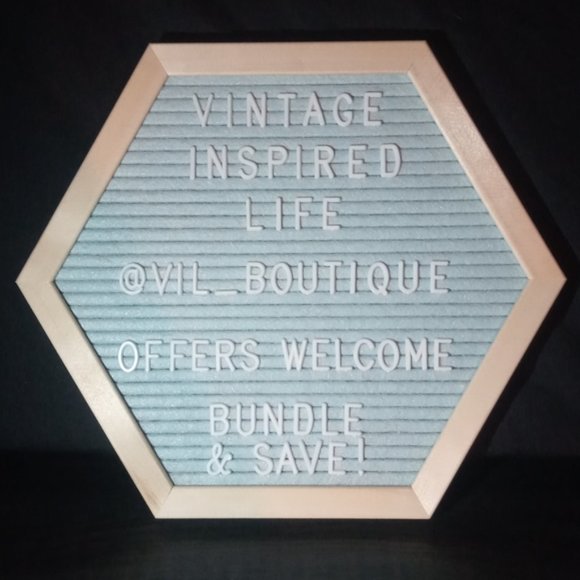 VINTAGE
INSPIRED
LIFE
@VIL_BOUTIQUE
OFFERS WELCOME
BUNDLE
& SAVE!